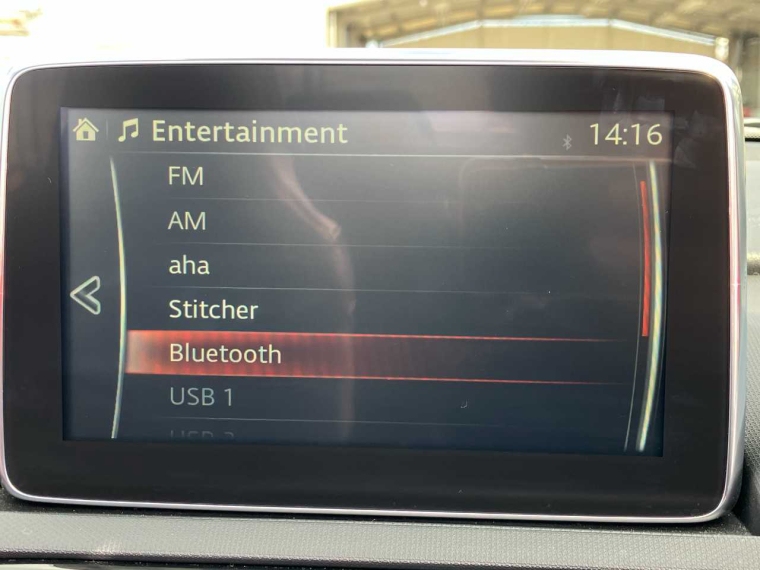 Entertainment 14:16
FM
AM
aha
Stitcher
Bluetooth
USB 1